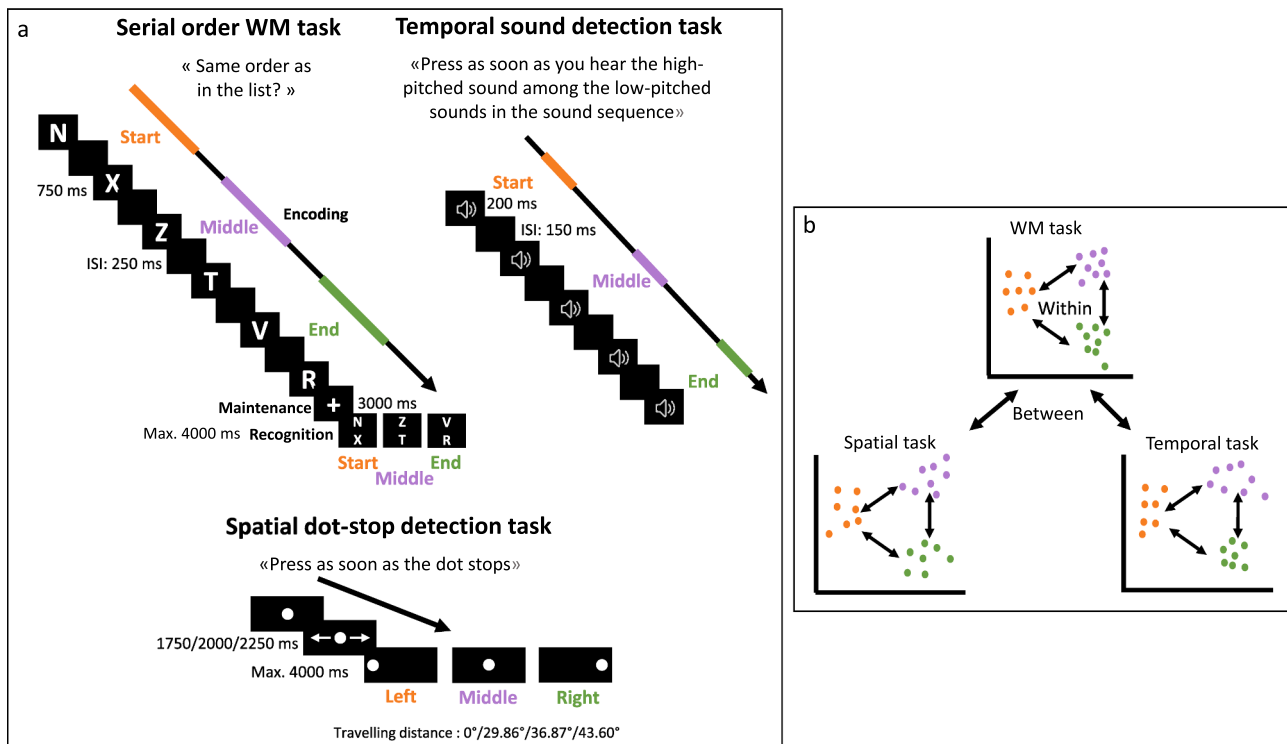 a
Serial order WM task
« Same order as
in the list? »
Start
N
X
750 ms
Z
Middle
Encoding
ISI: 250 ms
T
V
End
R
Maintenance
+
3000 ms
Max. 4000 ms
Recognition
N
X
Z
T
V
R
Start
Middle
End
Temporal sound detection task
«Press as soon as you hear the high-
pitched sound among the low-pitched
sounds in the sound sequence»
Start
200 ms
ISI: 150 ms
Middle
End
Spatial dot-stop detection task
«Press as soon as the dot stops»
1750/2000/2250 ms
Max. 4000 ms
Left
Middle
Right
Travelling distance : 0°/29.86°/36.87°/43.60°
b
WM task
Within
Between
Spatial task
Temporal task